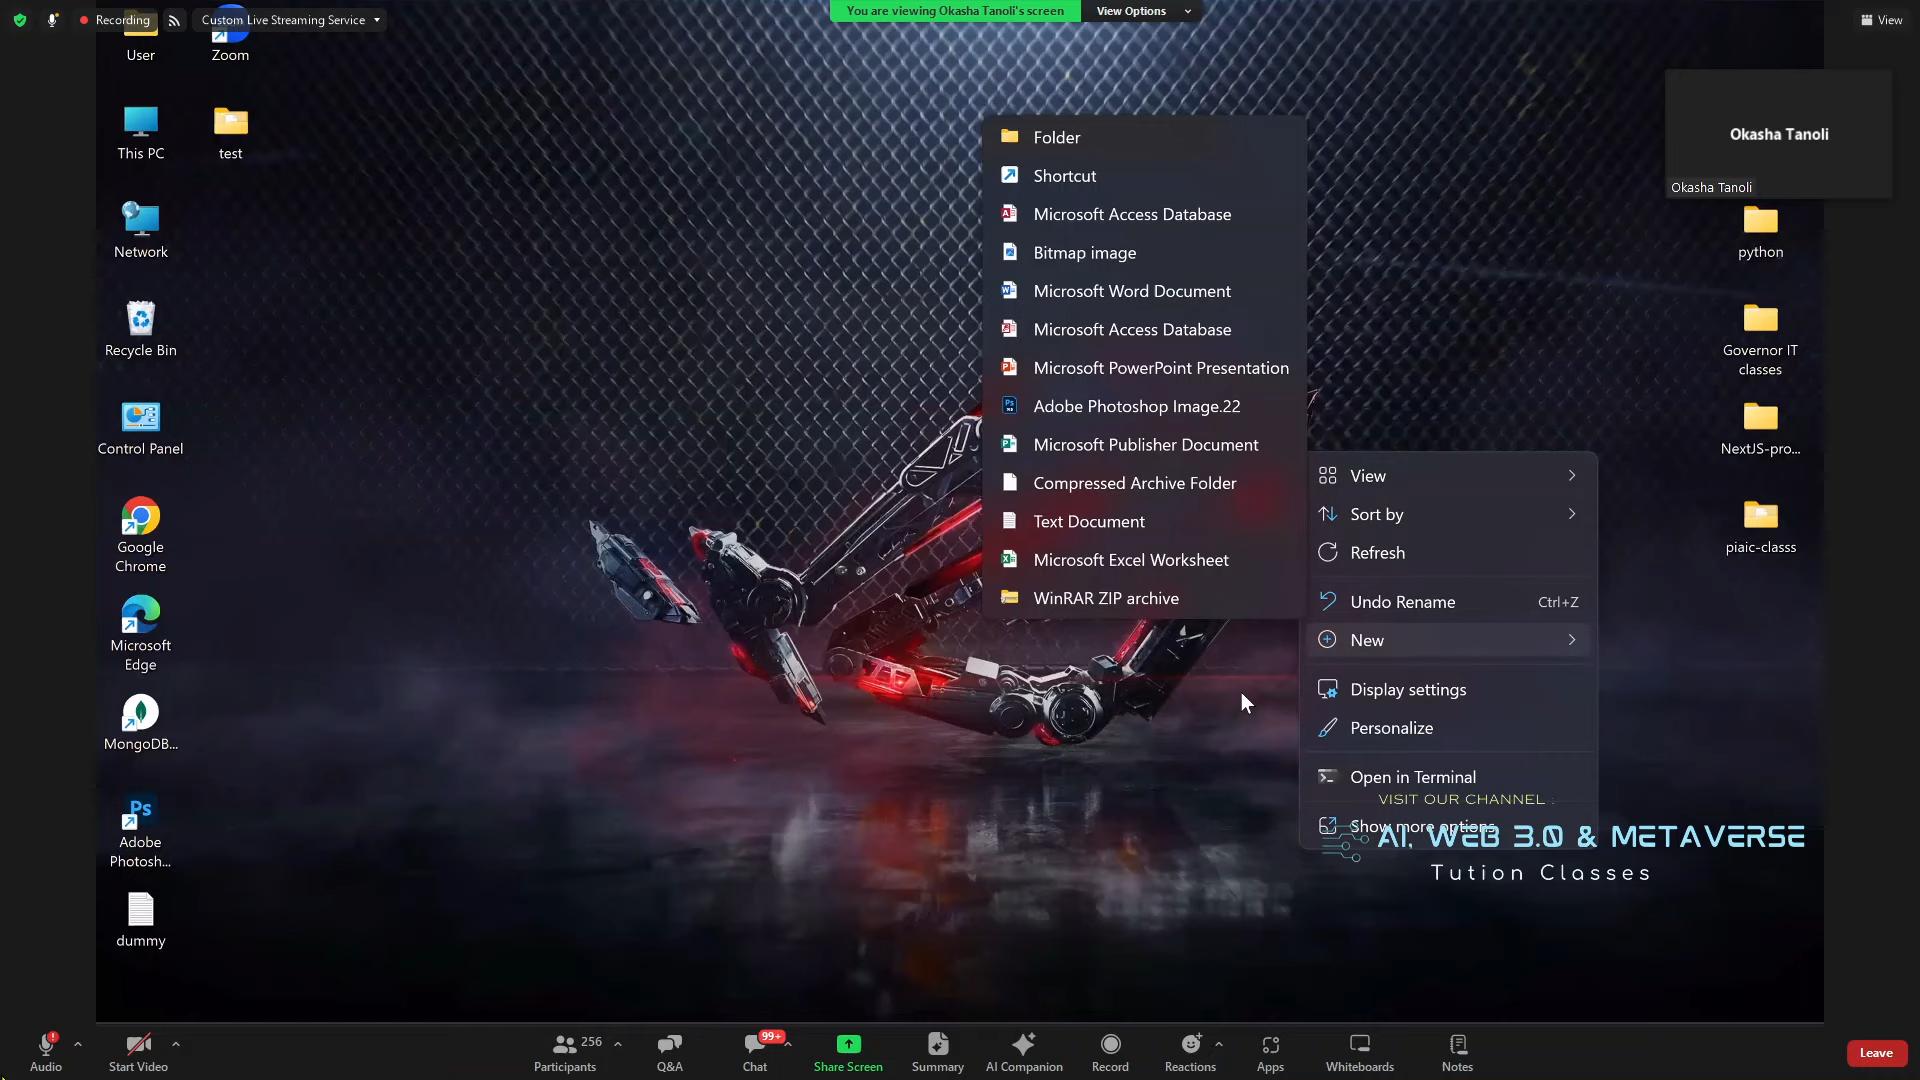 Recording
Custom Live Streaming Service
You are viewing Okasha Tanoli's screen
View Options
View
User
Zoom
This PC
test
Network
Recycle Bin
Control Panel
Google
Chrome
Microsoft
Edge
MongoDB...
Ps
Adobe
Photosh...
dummy
Folder
Shortcut
Microsoft Access Database
Bitmap image
Microsoft Word Document
Microsoft Access Database
Microsoft PowerPoint Presentation
Adobe Photoshop Image.22
Microsoft Publisher Document
Compressed Archive Folder
Text Document
Microsoft Excel Worksheet
WinRAR ZIP archive
View
Sort by
Refresh
Undo Rename Ctrl+Z
New
Display settings
Personalize
Open in Terminal
Show more options
Okasha Tanoli
Okasha Tanoli
python
Governor IT
classes
NextJS-pro...
piaic-classs
VISIT OUR CHANNEL :
AI, WEB 3.0 & METAVERSE
Tution Classes
Audio
Start Video
256
Participants
Q&A
99+
Chat
Share Screen
Summary
AI Companion
Record
Reactions
Apps
Whiteboards
Notes
Leave